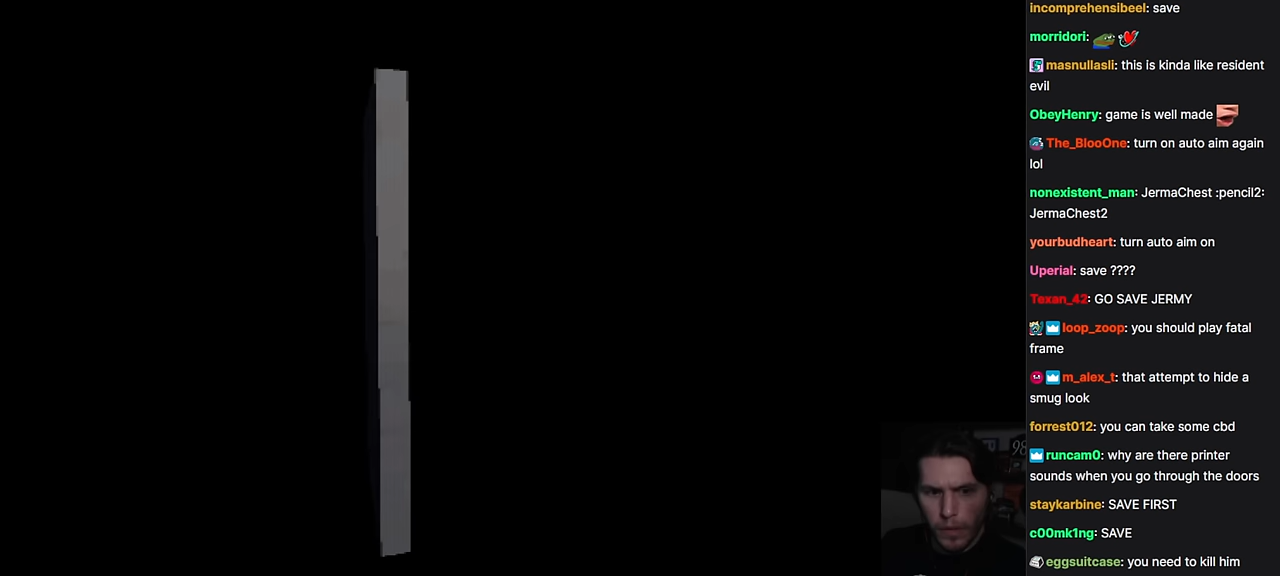 incomprehensibeel: save
morridori:
masnullasli: this is kinda like resident
evil
ObeyHenry: game is well made
The_BlooOne: turn on auto aim again
lol
nonexistent_man: JermaChest :pencil2:
JermaChest2
yourbudheart: turn auto aim on
Uperial: save ????
Texan_42: GO SAVE JERMY
loop_zoop: you should play fatal
frame
m_alex_t: that attempt to hide a
smug look
forrest012: you can take some cbd
runcam0: why are there printer
sounds when you go through the doors
staykarbine: SAVE FIRST
c00mk1ng: SAVE
eggsuitcase: you need to kill him